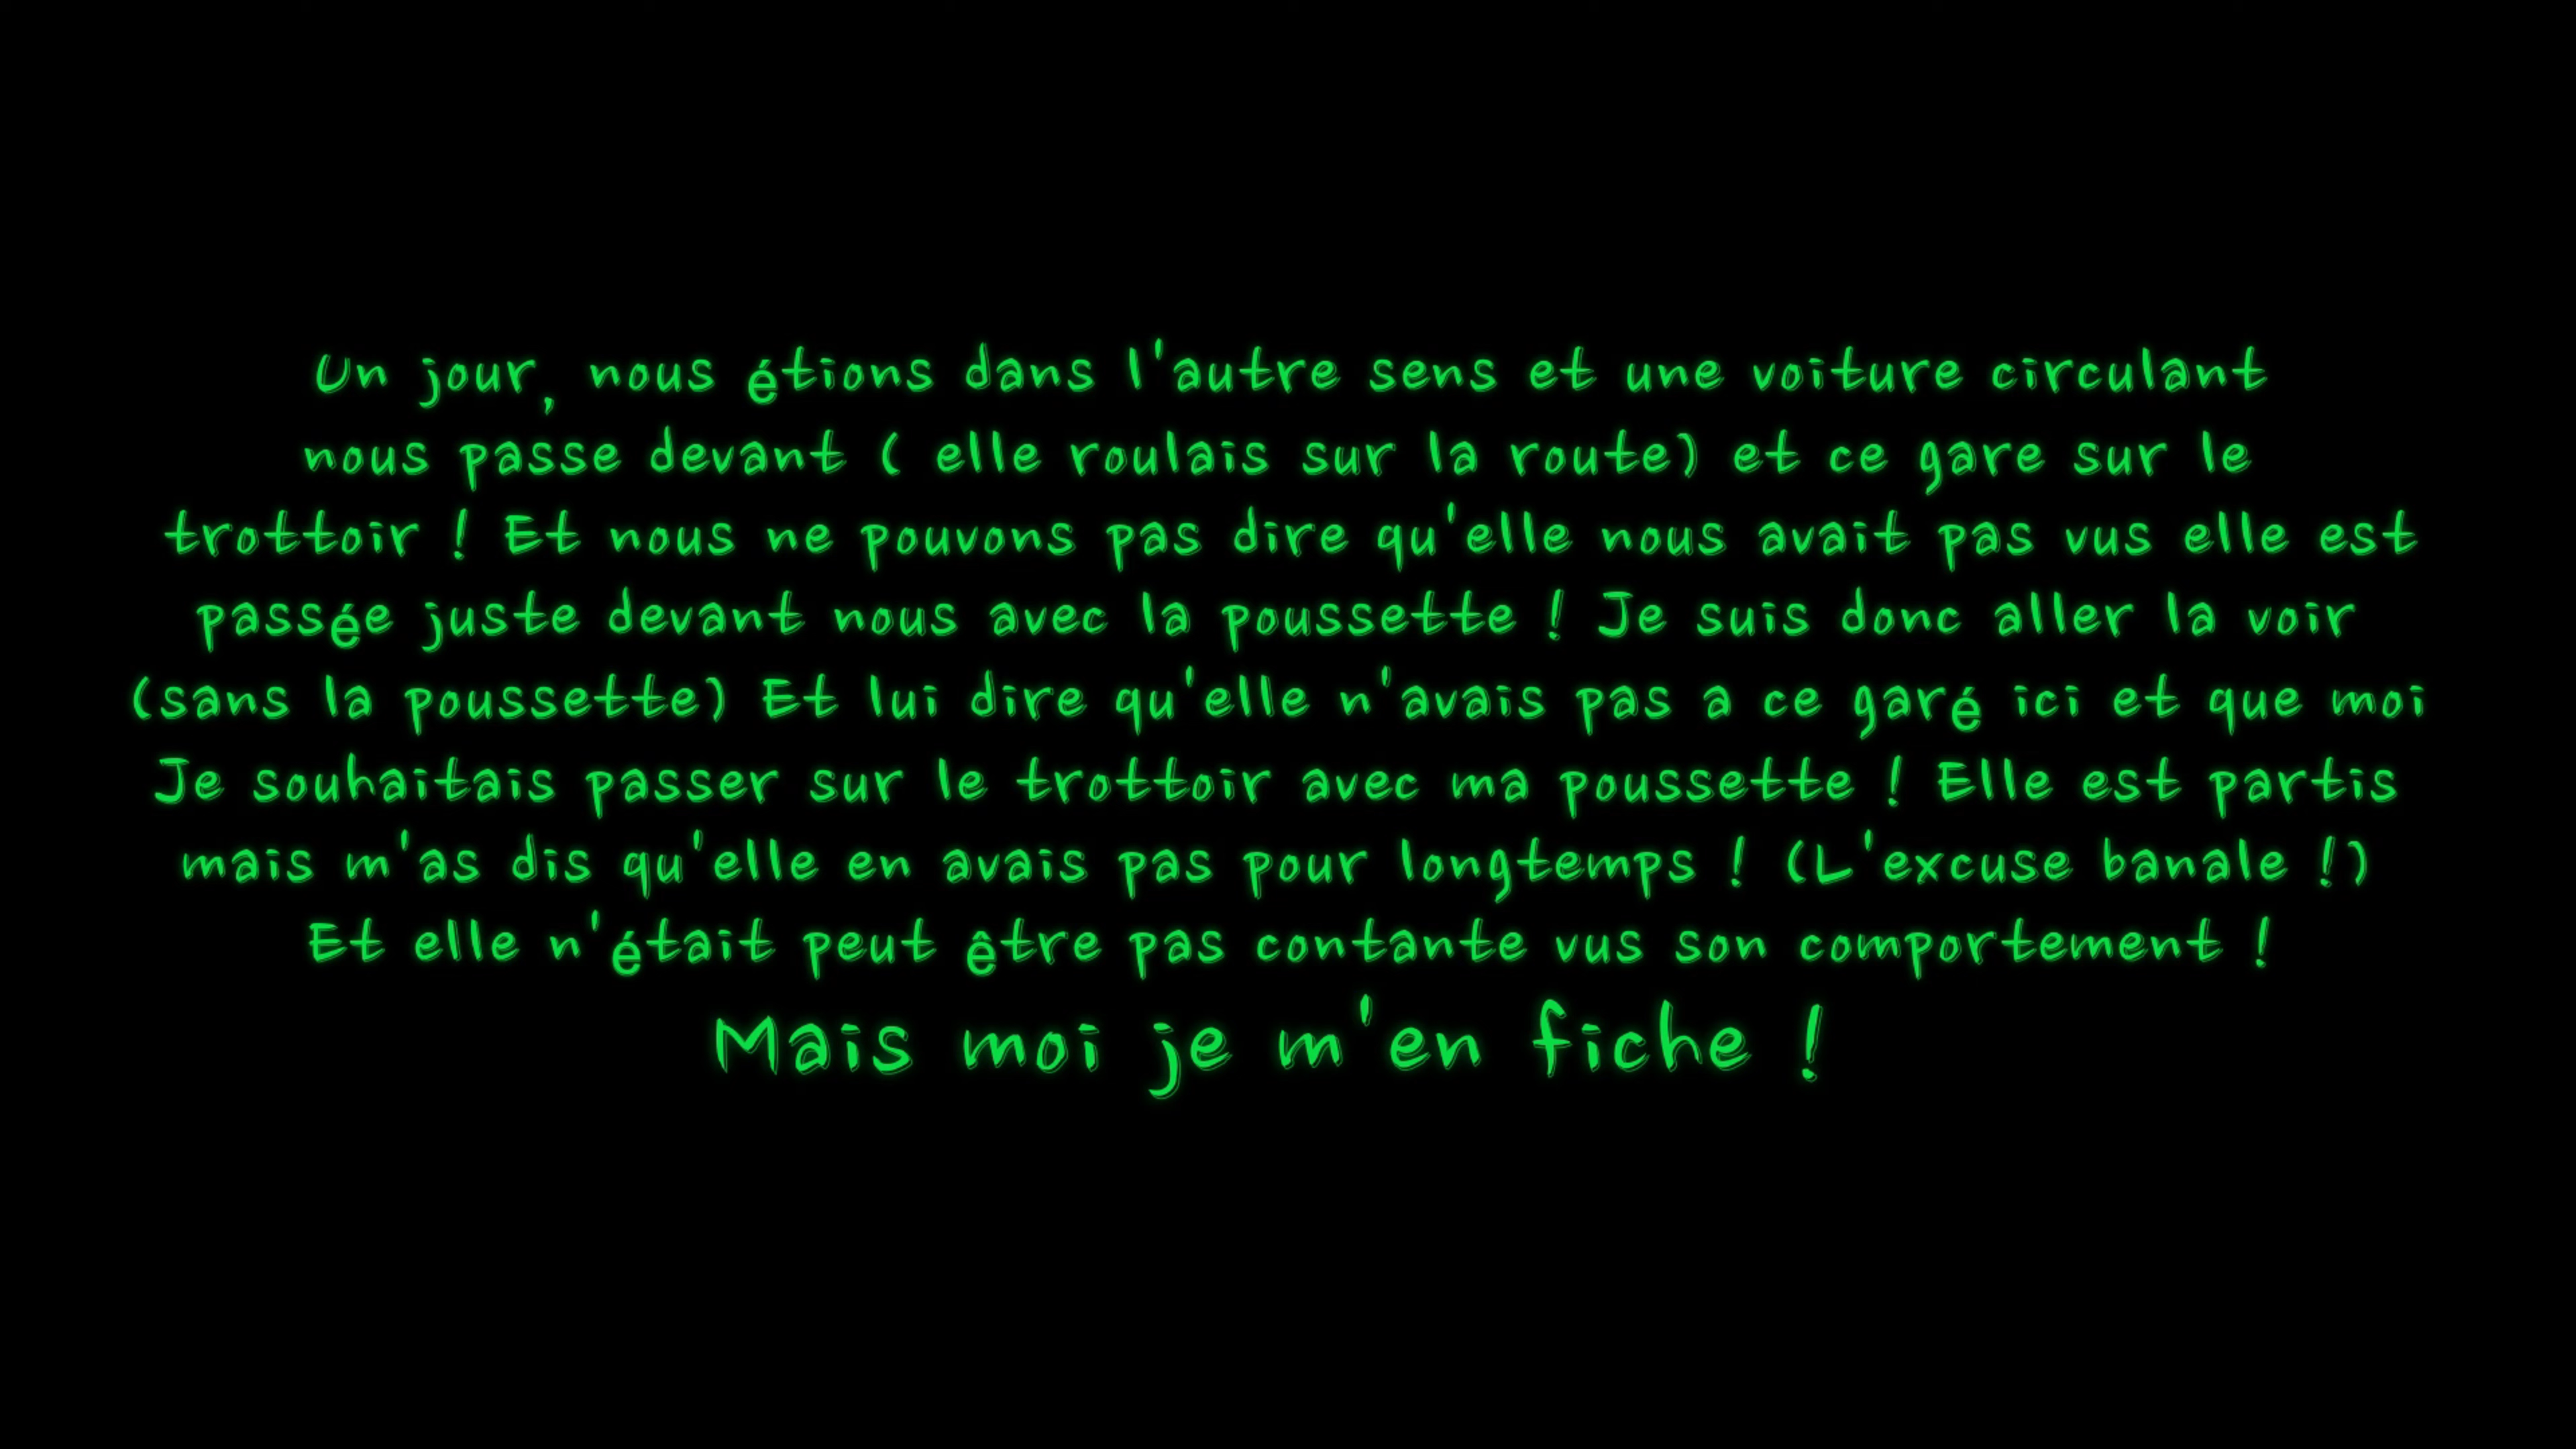 Un jour, nous étions dans l'autre sens et une voiture circulant
nous passe devant ( elle roulais sur la route) et ce gare sur le
trottoir ! Et nous ne pouvons pas dire qu'elle nous avait pas vus elle est
passée juste devant nous avec la poussette ! Je suis donc aller la voir
(sans la poussette) Et lui dire qu'elle n'avais pas a ce garé ici et que moi
Je souhaitais passer sur le trottoir avec ma poussette ! Elle est partis
mais m'as dis qu'elle en avais pas pour longtemps ! (L'excuse banale !)
Et elle n'était peut être pas contante vus son comportement !
Mais moi je m'en fiche !